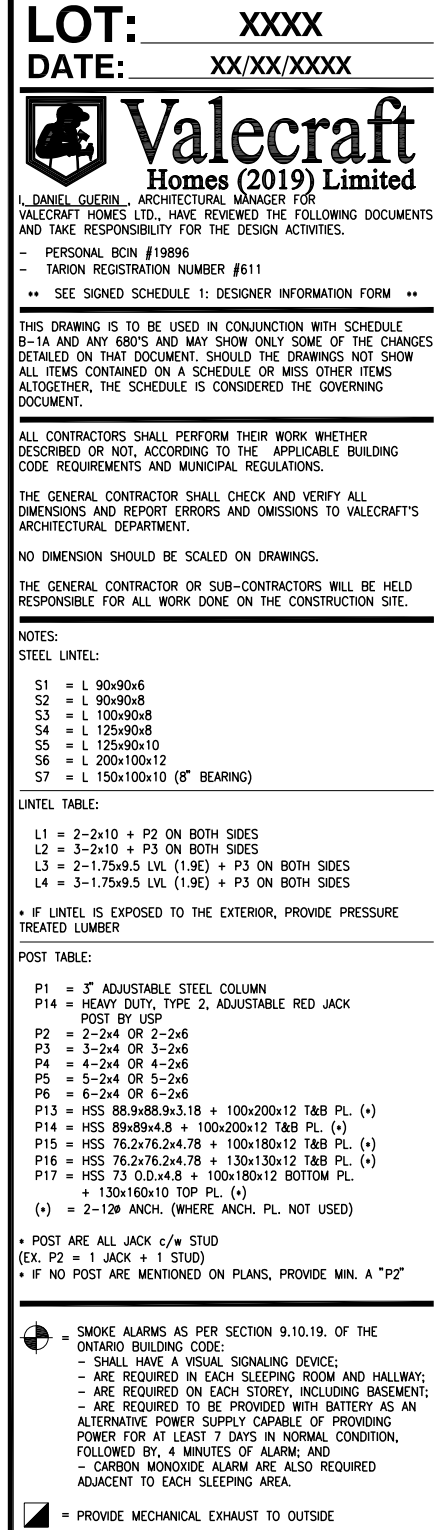 LOT: XXXX
DATE: XX/XX/XXXX
Valecraft
Homes (2019) Limited
I, DANIEL GUERIN , ARCHITECTURAL MANAGER FOR
VALECRAFT HOMES LTD., HAVE REVIEWED THE FOLLOWING DOCUMENTS
AND TAKE RESPONSIBILITY FOR THE DESIGN ACTIVITIES.
- PERSONAL BCIN #19896
- TARION REGISTRATION NUMBER #611
** SEE SIGNED SCHEDULE 1: DESIGNER INFORMATION FORM **
THIS DRAWING IS TO BE USED IN CONJUNCTION WITH SCHEDULE
B-1A AND ANY 680'S AND MAY SHOW ONLY SOME OF THE CHANGES
DETAILED ON THAT DOCUMENT. SHOULD THE DRAWINGS NOT SHOW
ALL ITEMS CONTAINED ON A SCHEDULE OR MISS OTHER ITEMS
ALTOGETHER, THE SCHEDULE IS CONSIDERED THE GOVERNING
DOCUMENT.
ALL CONTRACTORS SHALL PERFORM THEIR WORK WHETHER
DESCRIBED OR NOT, ACCORDING TO THE APPLICABLE BUILDING
CODE REQUIREMENTS AND MUNICIPAL REGULATIONS.
THE GENERAL CONTRACTOR SHALL CHECK AND VERIFY ALL
DIMENSIONS AND REPORT ERRORS AND OMISSIONS TO VALECRAFT'S
ARCHITECTURAL DEPARTMENT.
NO DIMENSION SHOULD BE SCALED ON DRAWINGS.
THE GENERAL CONTRACTOR OR SUB-CONTRACTORS WILL BE HELD
RESPONSIBLE FOR ALL WORK DONE ON THE CONSTRUCTION SITE.
NOTES:
STEEL LINTEL:
S1 = L 90x90x6
S2 = L 90x90x8
S3 = L 100x90x8
S4 = L 125x90x8
S5 = L 125x90x10
S6 = L 200x100x12
S7 = L 150x100x10 (8" BEARING)
LINTEL TABLE:
L1 = 2-2x10 + P2 ON BOTH SIDES
L2 = 3-2x10 + P2 ON BOTH SIDES
L3 = 2-1.75x9.5 LVL (1.9E) + P3 ON BOTH SIDES
L4 = 3-1.75x9.5 LVL (1.9E) + P3 ON BOTH SIDES
* IF LINTEL IS EXPOSED TO THE EXTERIOR, PROVIDE PRESSURE
TREATED LUMBER
POST TABLE:
P1 = 3" ADJUSTABLE STEEL COLUMN
P14 = HEAVY DUTY, TYPE 2, ADJUSTABLE RED JACK
POST BY USP
P2 = 2-2x4 OR 2-2x6
P3 = 3-2x4 OR 3-2x6
P4 = 4-2x4 OR 4-2x6
P5 = 5-2x4 OR 5-2x6
P6 = 6-2x4 OR 6-2x6
P13 = HSS 88.9x88.9x3.18 + 100x200x12 T&B PL. (*)
P14 = HSS 89x89x4.8 + 100x200x12 T&B PL. (*)
P15 = HSS 76.2x76.2x4.78 + 100x180x12 T&B PL. (*)
P16 = HSS 76.2x76.2x4.78 + 130x130x12 T&B PL. (*)
P17 = HSS 73 O.D.x4.8 + 100x180x12 BOTTOM PL.
+ 130x160x10 TOP PL. (*)
(*) = 2-12ø ANCH. (WHERE ANCH. PL. NOT USED)
* POST ARE ALL JACK c/w STUD
(EX. P2 = 1 JACK + 1 STUD)
* IF NO POST ARE MENTIONED ON PLANS, PROVIDE MIN. A "P2"
= SMOKE ALARMS AS PER SECTION 9.10.19. OF THE
ONTARIO BUILDING CODE:
- SHALL HAVE A VISUAL SIGNALING DEVICE;
- ARE REQUIRED IN EACH SLEEPING ROOM AND HALLWAY;
- ARE REQUIRED ON EACH STOREY, INCLUDING BASEMENT;
- ARE REQUIRED TO BE PROVIDED WITH BATTERY AS AN
ALTERNATIVE POWER SUPPLY CAPABLE OF PROVIDING
POWER FOR AT LEAST 7 DAYS IN NORMAL CONDITION,
FOLLOWED BY, 4 MINUTES OF ALARM; AND
- CARBON MONOXIDE ALARM ARE ALSO REQUIRED
ADJACENT TO EACH SLEEPING AREA.
= PROVIDE MECHANICAL EXHAUST TO OUTSIDE